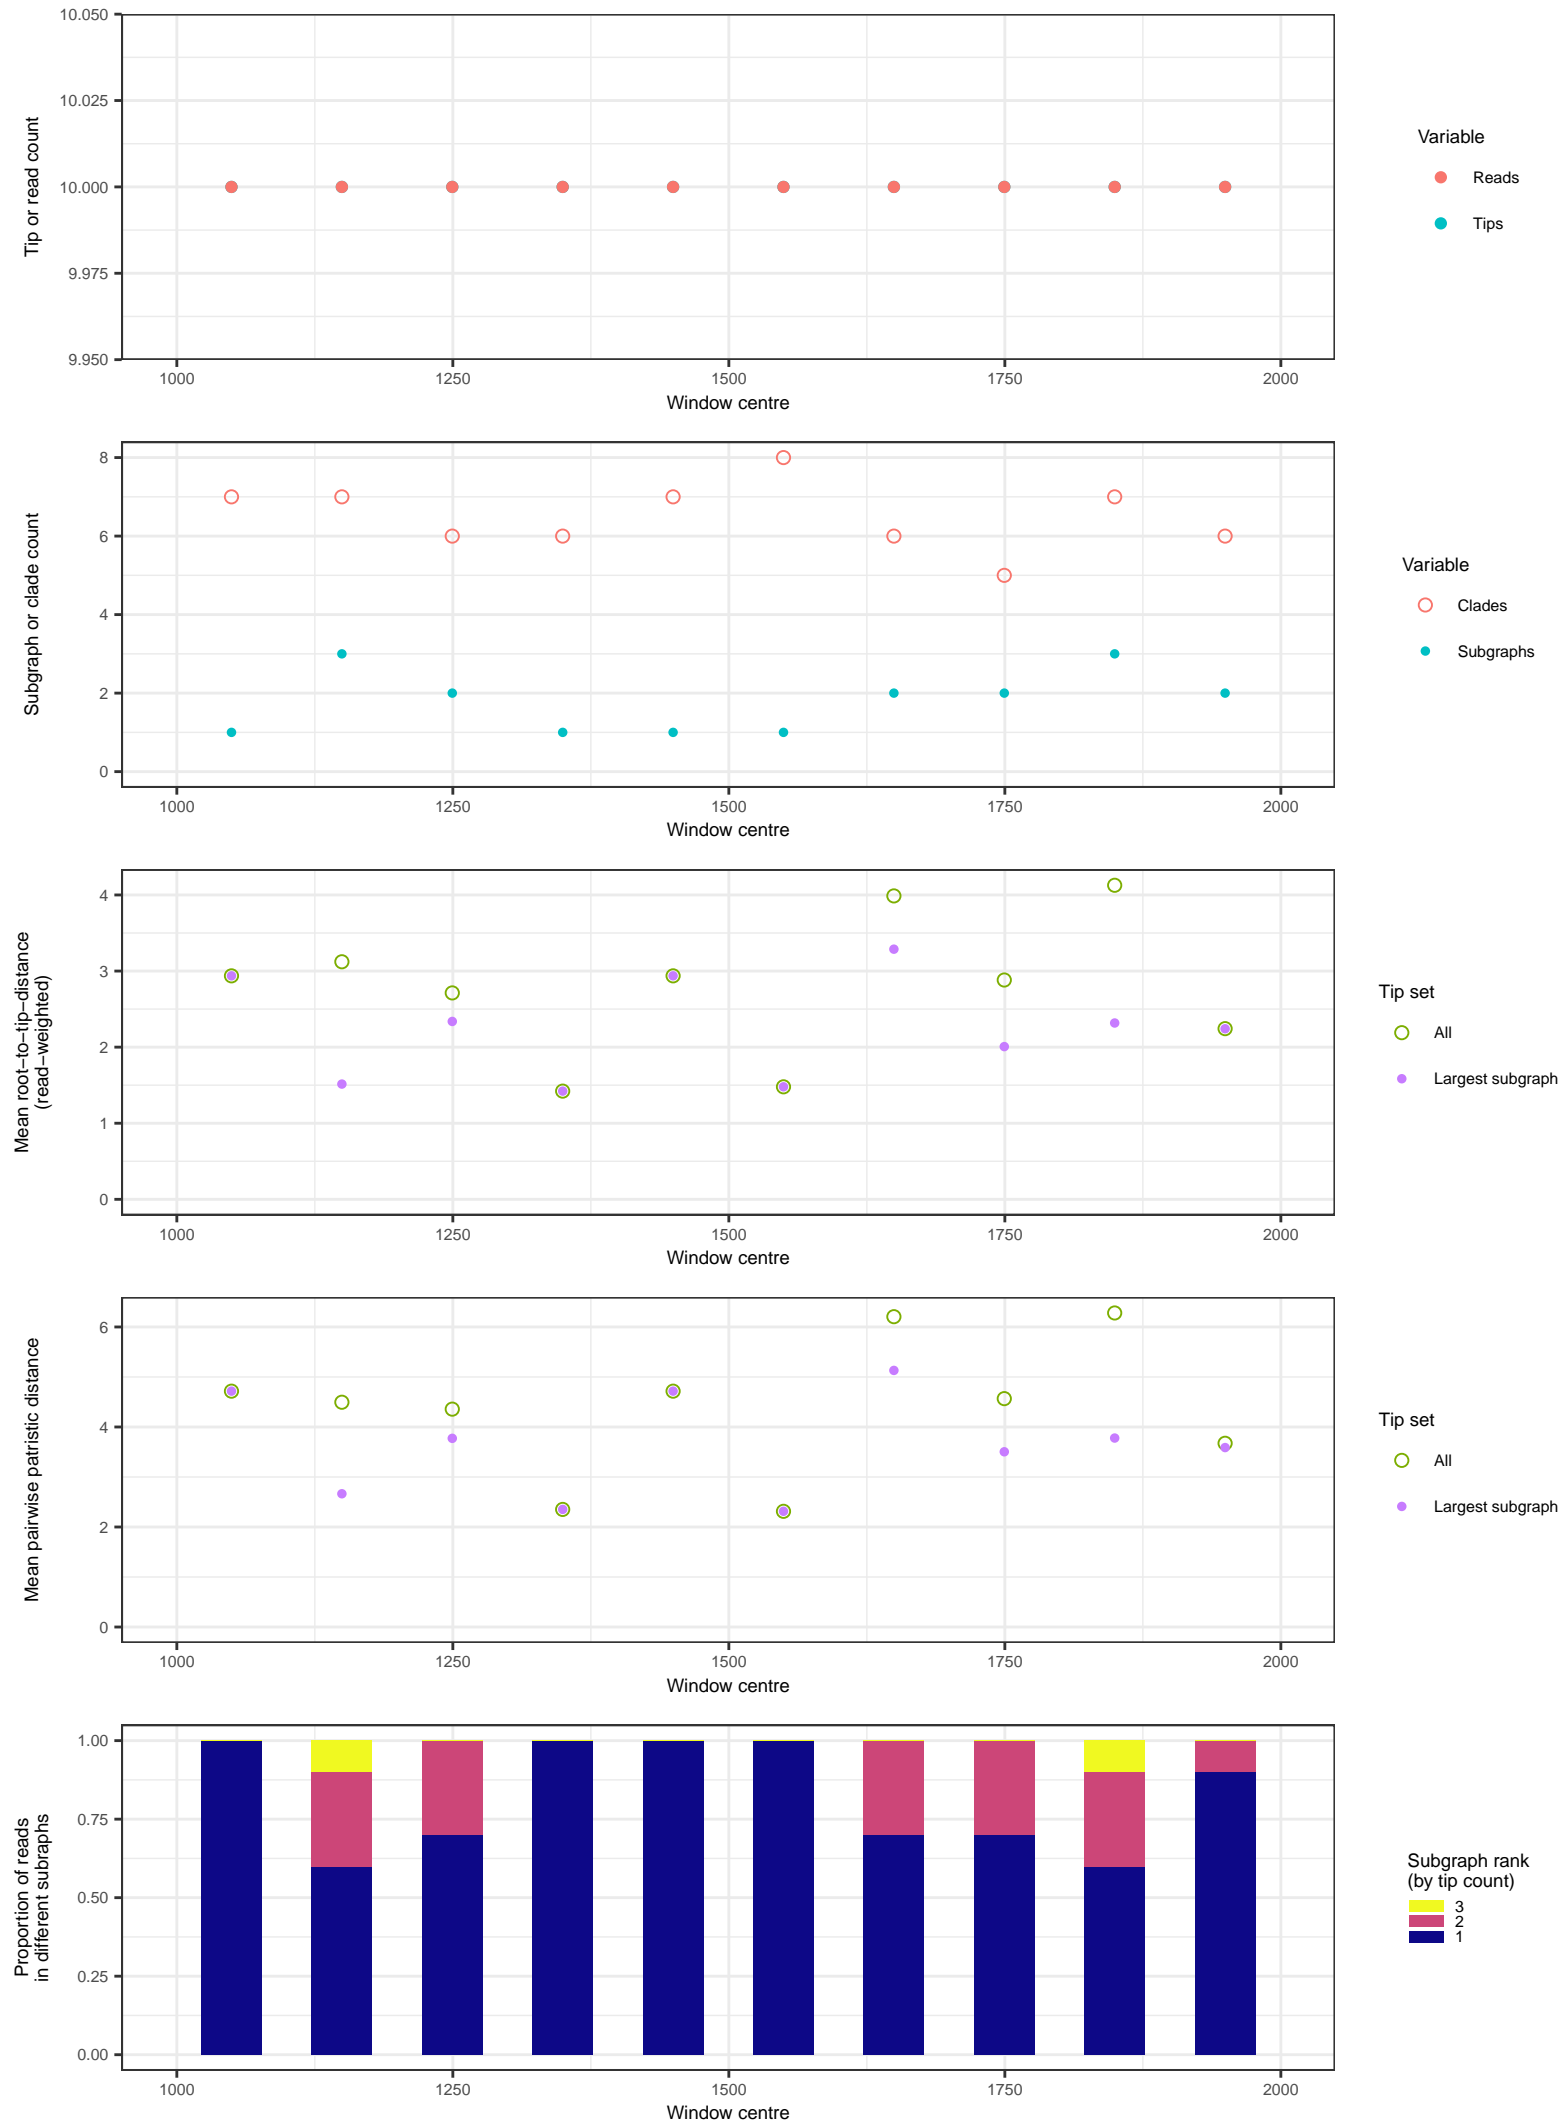 10.050
10.025
10.000
9.975
9.950
Tip or read count
1000 1250 1500 1750 2000
Window centre
Variable
Reads
Tips
8
6
4
2
0
Subgraph or clade count
1000 1250 1500 1750 2000
Window centre
Variable
Clades
Subgraphs
4
3
2
1
0
Mean root−to−tip−distance
(read−weighted)
1000 1250 1500 1750 2000
Window centre
Tip set
All
Largest subgraph
6
4
2
0
Mean pairwise patristic distance
1000 1250 1500 1750 2000
Window centre
Tip set
All
Largest subgraph
1.00
0.75
0.50
0.25
0.00
Proportion of reads
in different subraphs
1000 1250 1500 1750 2000
Window centre
Subgraph rank
(by tip count)
3
2
1